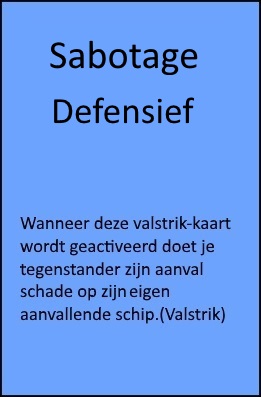 Sabotage
Defensief
Wanneer deze valstrik-kaart
wordt geactiveerd doet je
tegenstander zijn aanval
schade op zijn eigen
aanvallende schip.(Valstrik)